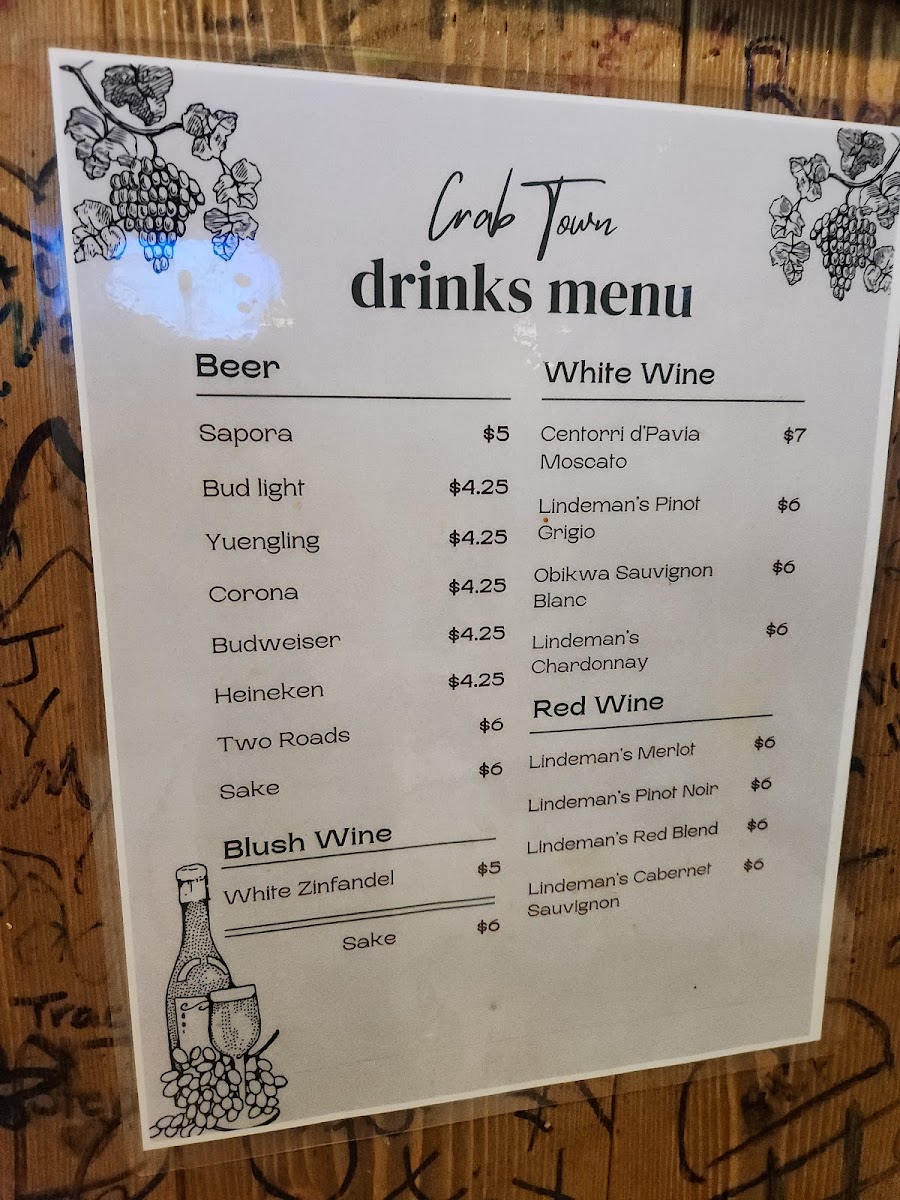 Crab Town
drinks menu
Beer
Sapora $5
Bud light $4.25
Yuengling $4.25
Corona $4.25
Budweiser $4.25
Heineken $4.25
Two Roads $6
Sake $6
Blush Wine
White Zinfandel $5
Sake $6
White Wine
Centorri d'Pavia $7
Moscato
Lindeman's Pinot $6
Grigio
Obikwa Sauvignon $6
Blanc
Lindeman's $6
Chardonnay
Red Wine
Lindeman's Merlot $6
Lindeman's Pinot Noir $6
Lindeman's Red Blend $6
Lindeman's Cabernet $6
Sauvignon